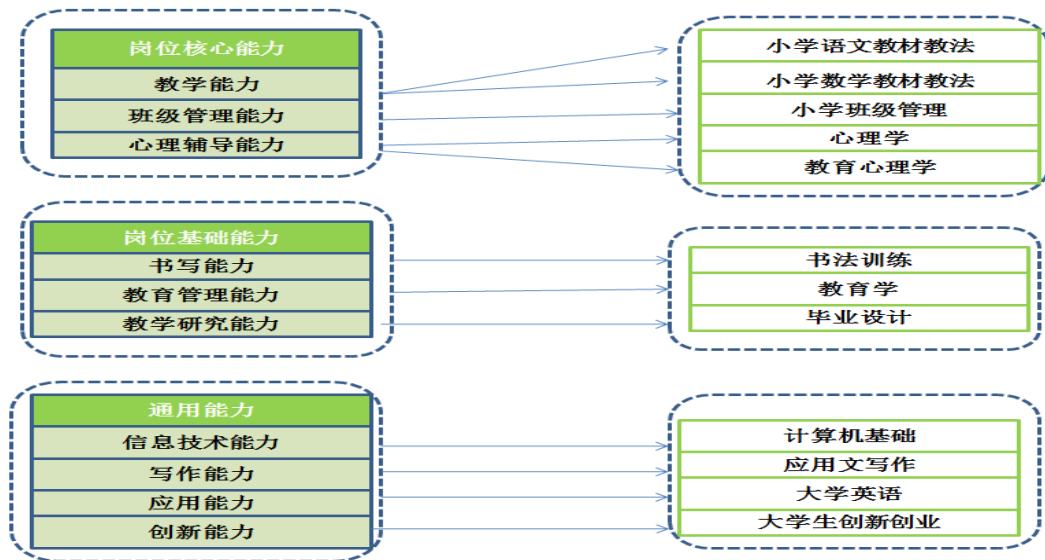 岗位核心能力
教学能力
班级管理能力
心理辅导能力
小学语文教材教法
小学数学教材教法
小学班级管理
心理学
教育心理学
岗位基础能力
书写能力
教育管理能力
教学研究能力
书法训练
教育学
毕业设计
通用能力
信息技术能力
写作能力
应用能力
创新能力
计算机基础
应用文写作
大学英语
大学生创新创业